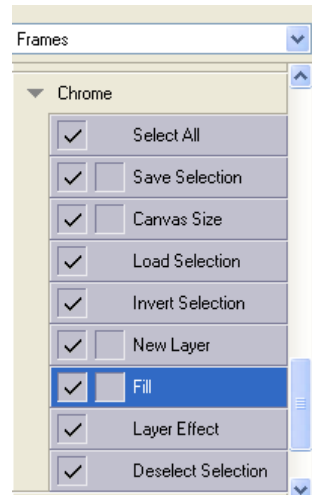 Frames
Chrome
Select All
Save Selection
Canvas Size
Load Selection
Invert Selection
New Layer
Fill
Layer Effect
Deselect Selection